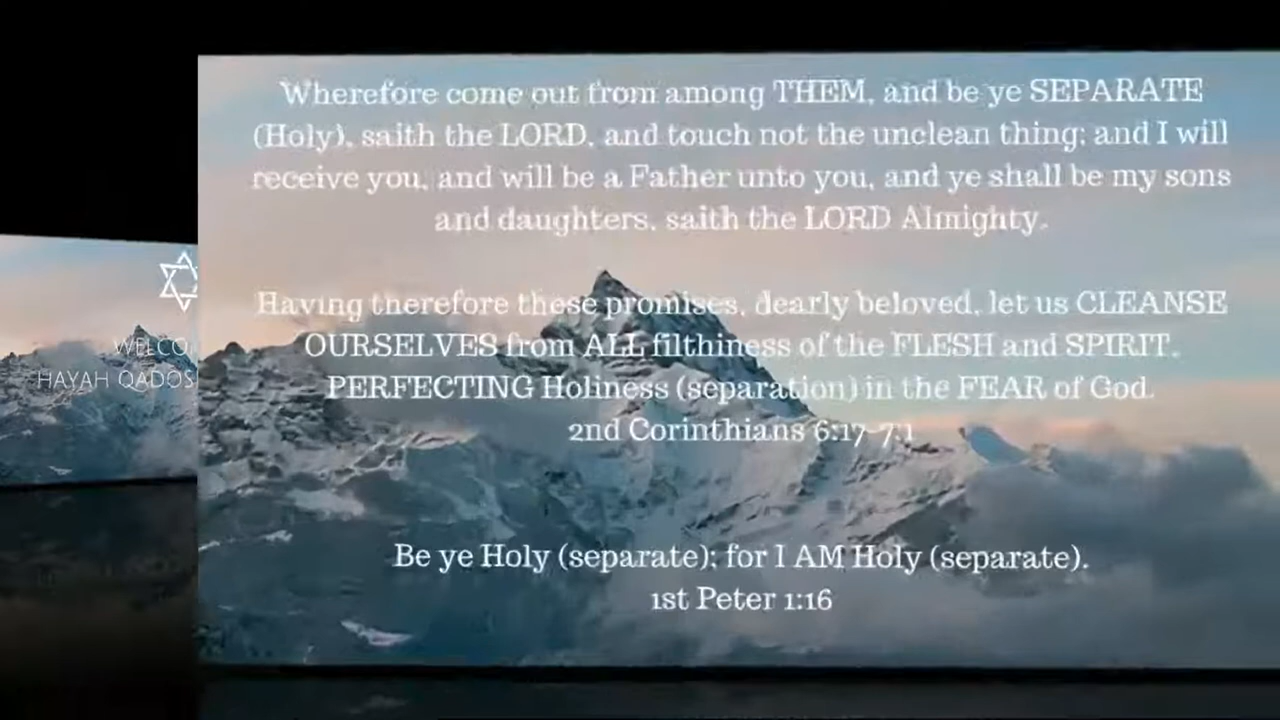 Wherefore come out from among THEM, and be ye SEPARATE
(Holy), saith the LORD, and touch not the unclean thing; and I will
receive you, and will be a Father unto you, and ye shall be my sons
and daughters, saith the LORD Almighty.
Having therefore these promises, dearly beloved, let us CLEANSE
OURSELVES from ALL filthiness of the FLESH and SPIRIT,
PERFECTING Holiness (separation) in the FEAR of God.
2nd Corinthians 6:17-7:1
Be ye Holy (separate); for I AM Holy (separate).
1st Peter 1:16
WELCO
HAYAH QADOS